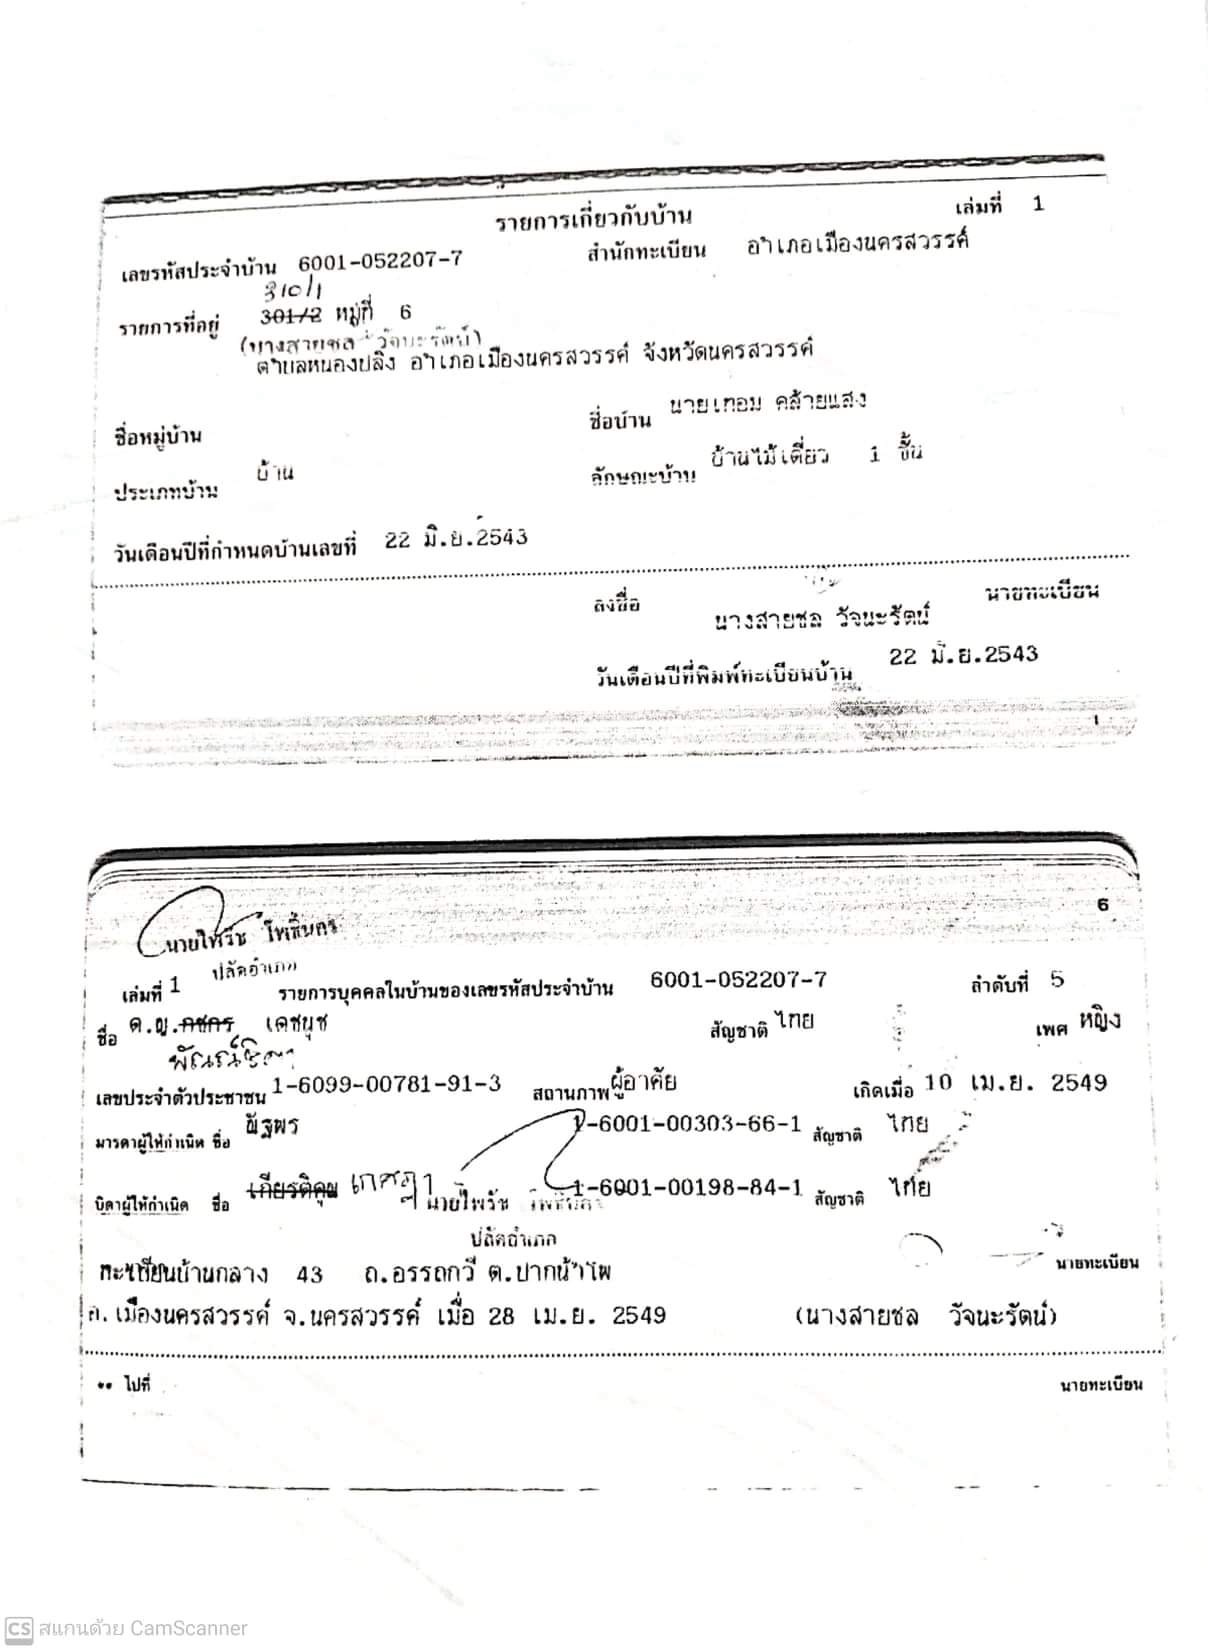 รายการเกี่ยวกับบ้าน เล่มที่ 1
เลขรหัสประจำบ้าน 6001-052207-7 สำนักทะเบียน อำเภอเมืองนครสวรรค์
310/1
รายการที่อยู่ 301/2 หมู่ที่ 6
(นางสายชล วัจนะรัตน์)
ตำบลหนองปลิง อำเภอเมืองนครสวรรค์ จังหวัดนครสวรรค์
ชื่อหมู่บ้าน ชื่อบ้าน นายเทอม คล้ายแสง
ประเภทบ้าน บ้าน ลักษณะบ้าน บ้านไม้เดี่ยว 1 ชั้น
วันเดือนปีที่กำหนดบ้านเลขที่ 22 มิ.ย.2543
ลงชื่อ นายทะเบียน
นางสายชล วัจนะรัตน์
วันเดือนปีที่พิมพ์ทะเบียนบ้าน 22 มิ.ย.2543
1
6
นายไพรัช โพธินคร
ปลัดอำเภอ
เล่มที่ 1 รายการบุคคลในบ้านของเลขรหัสประจำบ้าน 6001-052207-7 ลำดับที่ 5
ชื่อ ด.ญ.กชกร เดชนุช สัญชาติ ไทย เพศ หญิง
เลขประจำตัวประชาชน 1-6099-00781-91-3 สถานภาพ ผู้อาศัย เกิดเมื่อ 10 เม.ย. 2549
มารดาผู้ให้กำเนิด ชื่อ ณัฐพร 1-6001-00303-66-1 สัญชาติ ไทย
บิดาผู้ให้กำเนิด ชื่อ เกียรติคุณ เกศฎา 1-6001-00198-84-1 สัญชาติ ไทย
นายไพรัช โพธินคร
ปลัดอำเภอ
นายทะเบียน
ทะเบียนบ้านกลาง 43 ถ.อรรถกวี ต.ปากน้ำโพ
อ.เมืองนครสวรรค์ จ.นครสวรรค์ เมื่อ 28 เม.ย. 2549 (นางสายชล วัจนะรัตน์)
** ไปที่ นายทะเบียน
CS สแกนด้วย CamScanner